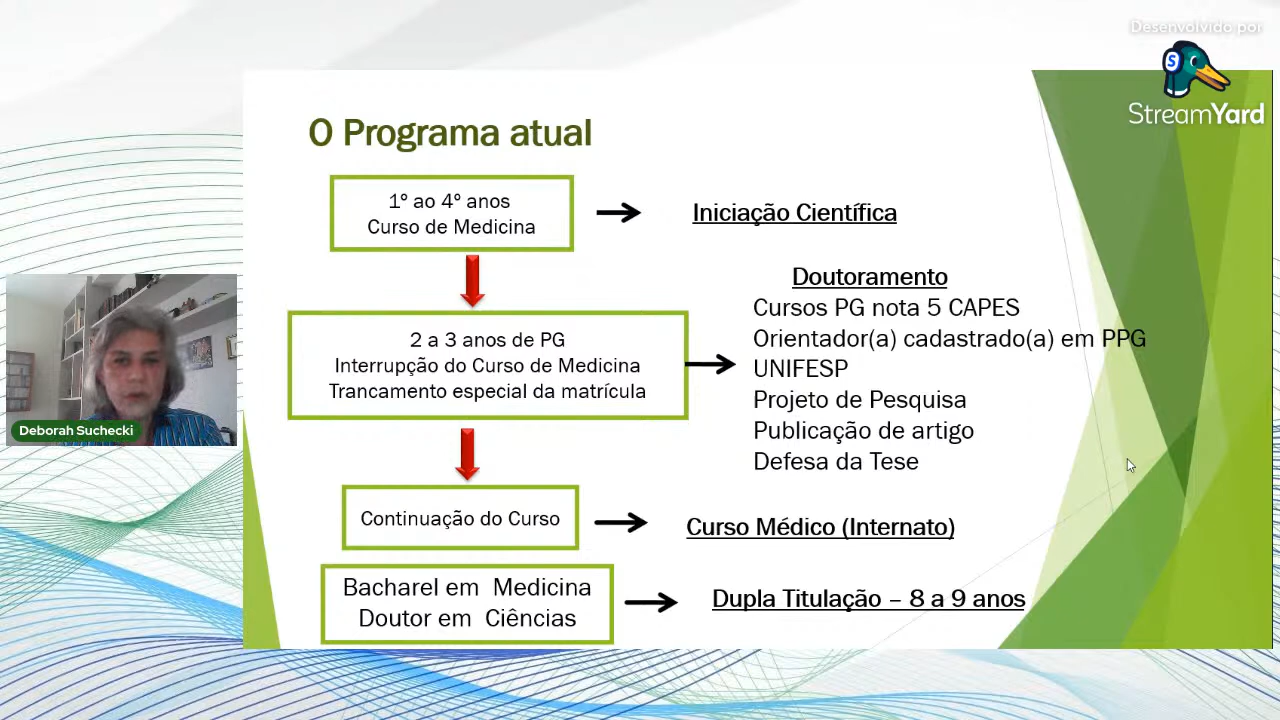 Desenvolvido por
StreamYard
O Programa atual
1º ao 4º anos
Curso de Medicina
Iniciação Científica
2 a 3 anos de PG
Interrupção do Curso de Medicina
Trancamento especial da matrícula
Doutoramento
Cursos PG nota 5 CAPES
Orientador(a) cadastrado(a) em PPG
UNIFESP
Projeto de Pesquisa
Publicação de artigo
Defesa da Tese
Deborah Suchecki
Continuação do Curso
Curso Médico (Internato)
Bacharel em Medicina
Doutor em Ciências
Dupla Titulação – 8 a 9 anos